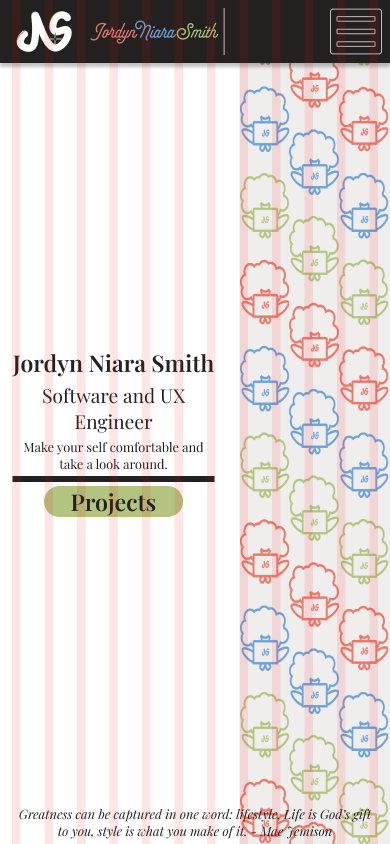 JNS
JordynNiaraSmith
Jordyn Niara Smith
Software and UX
Engineer
Make your self comfortable and
take a look around.
Projects
Greatness can be captured in one word: lifestyle. Life is God's gift
to you, style is what you make of it. - Mae Jemison